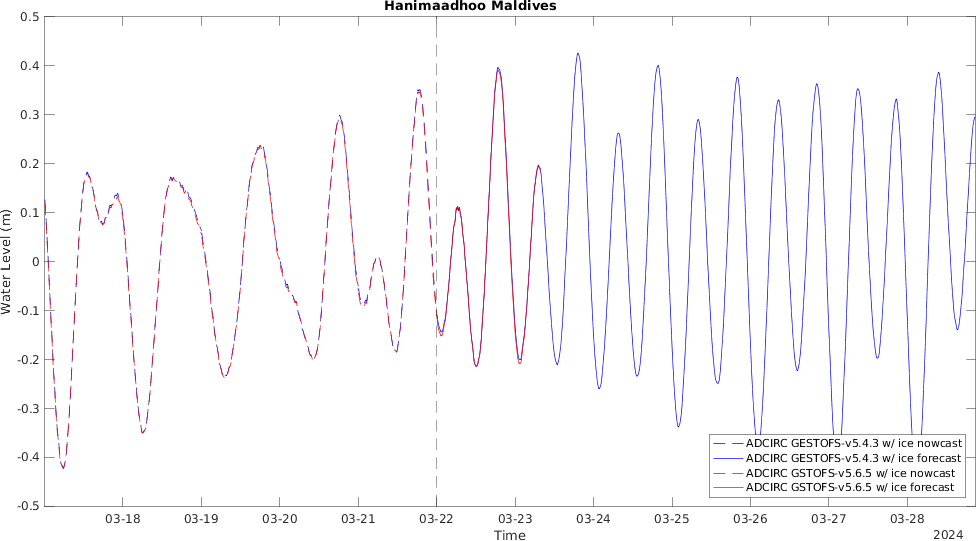 Hanimaadhoo Maldives
0.5
0.4
0.3
0.2
0.1
0
-0.1
-0.2
-0.3
-0.4
-0.5
Water Level (m)
ADCIRC GESTOFS-v5.4.3 w/ ice nowcast
ADCIRC GESTOFS-v5.4.3 w/ ice forecast
ADCIRC GSTOFS-v5.6.5 w/ ice nowcast
ADCIRC GSTOFS-v5.6.5 w/ ice forecast
03-18 03-19 03-20 03-21 03-22 03-23 03-24 03-25 03-26 03-27 03-28
Time
2024